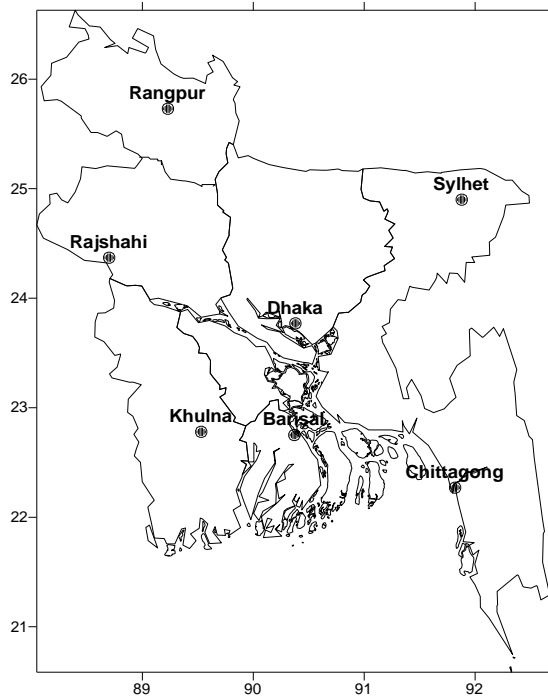 26
Rangpur
25
Sylhet
Rajshahi
24
Dhaka
23
Khulna
Barisal
Chittagong
22
21
89
90
91
92